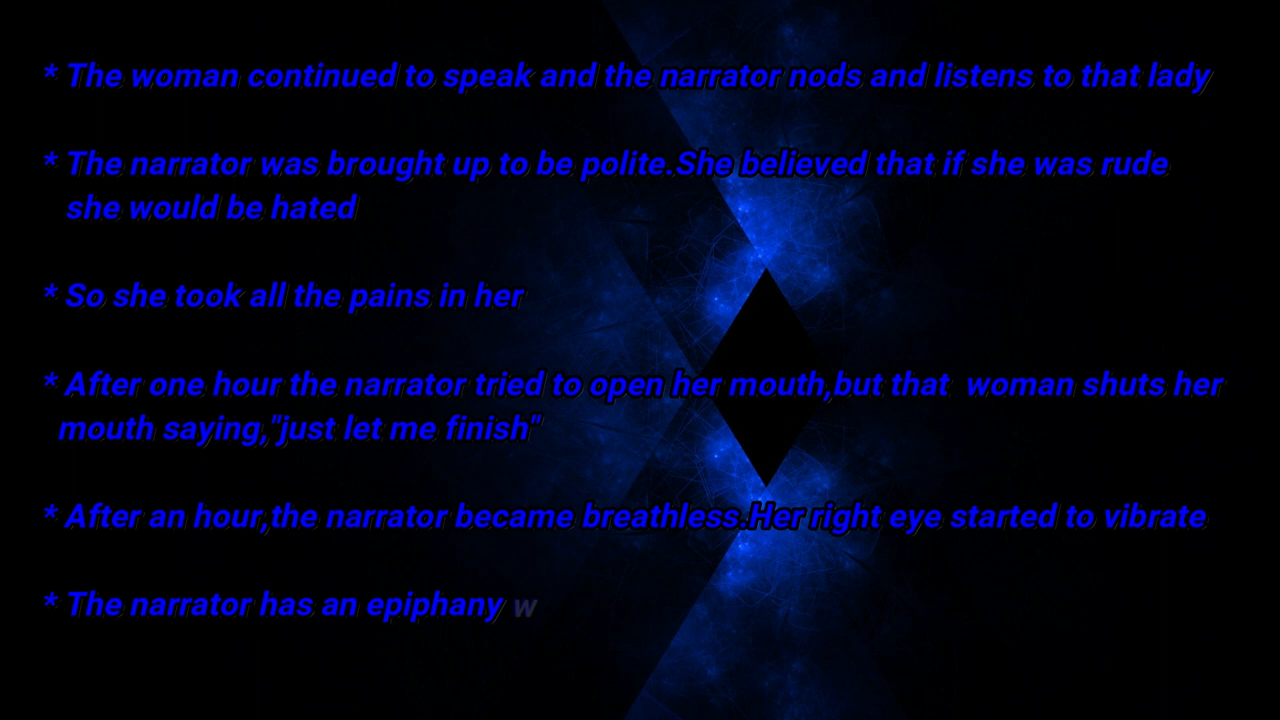 * The woman continued to speak and the narrator nods and listens to that lady
* The narrator was brought up to be polite.She believed that if she was rude
she would be hated
* So she took all the pains in her
* After one hour the narrator tried to open her mouth,but that  woman shuts her
mouth saying,"just let me finish"
* After an hour,the narrator became breathless.Her right eye started to vibrate
* The narrator has an epiphany w